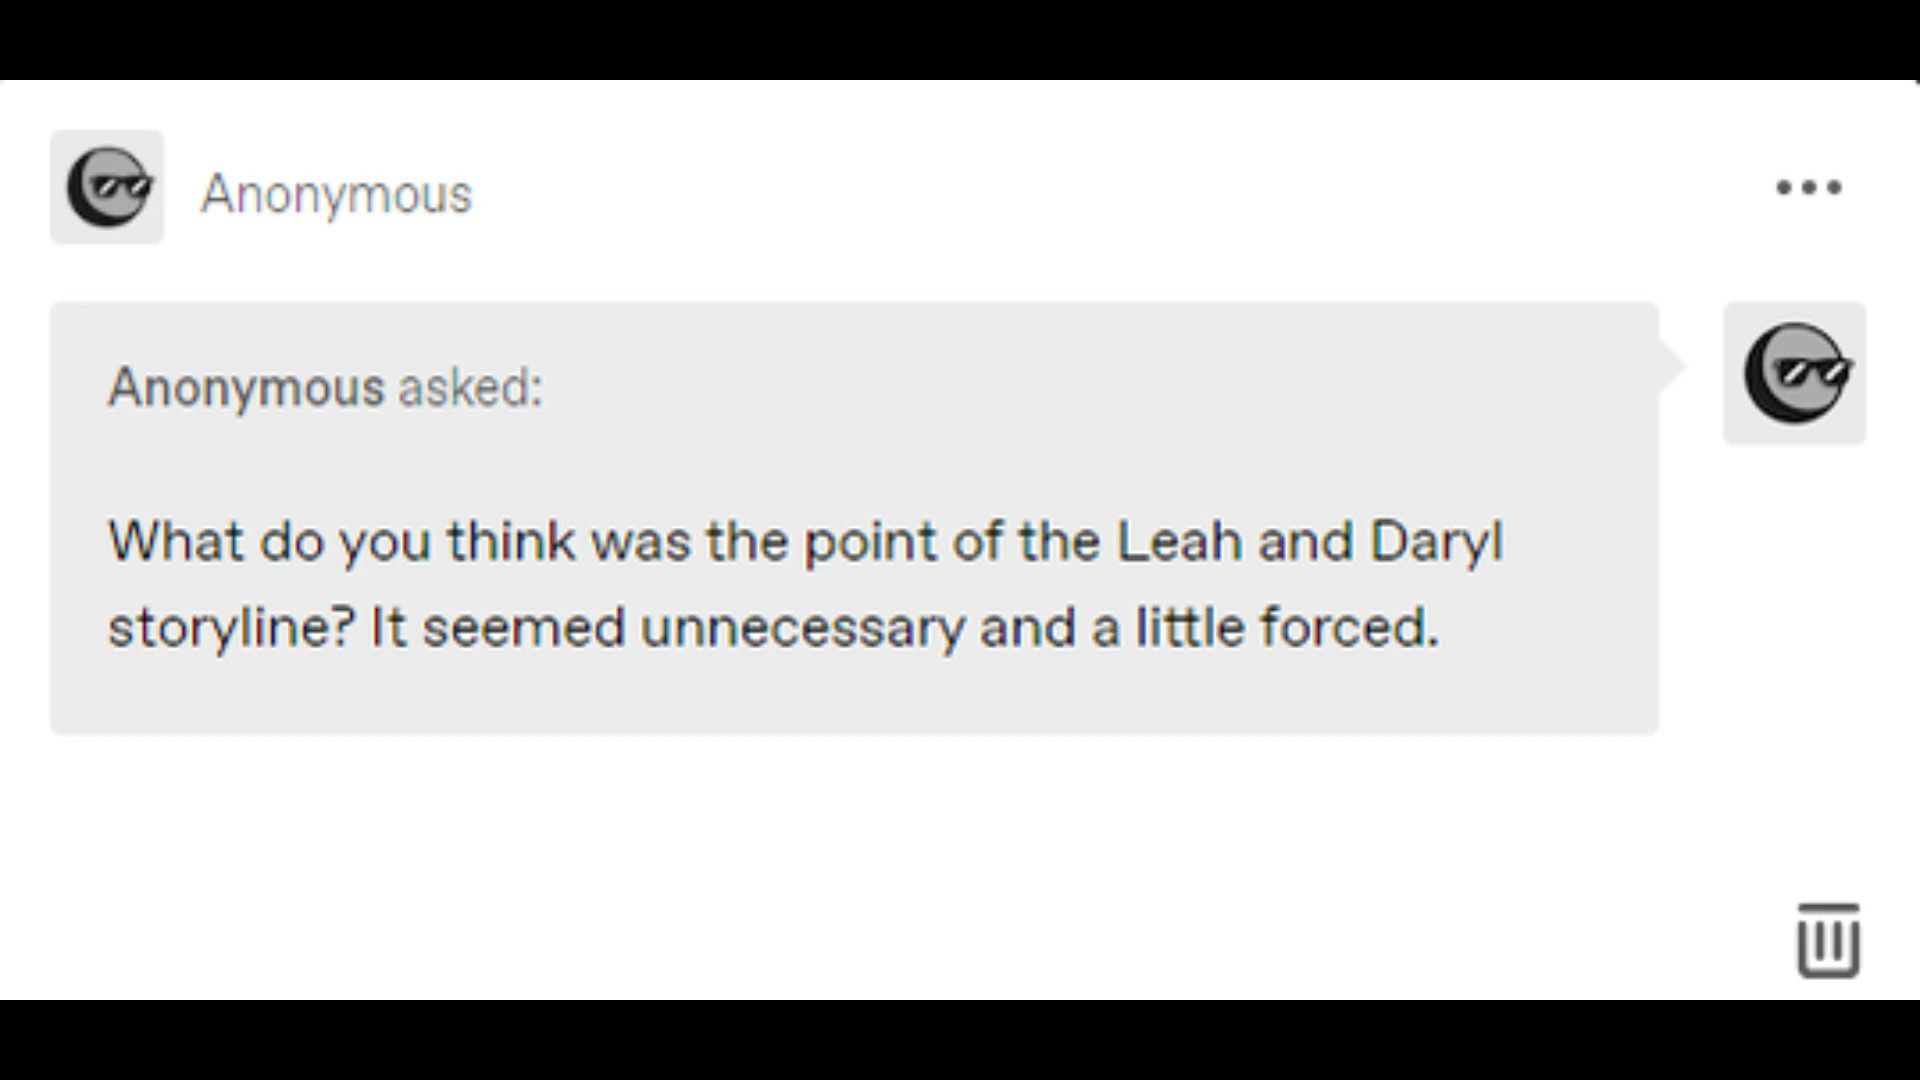 Anonymous
Anonymous asked:
What do you think was the point of the Leah and Daryl
storyline? It seemed unnecessary and a little forced.